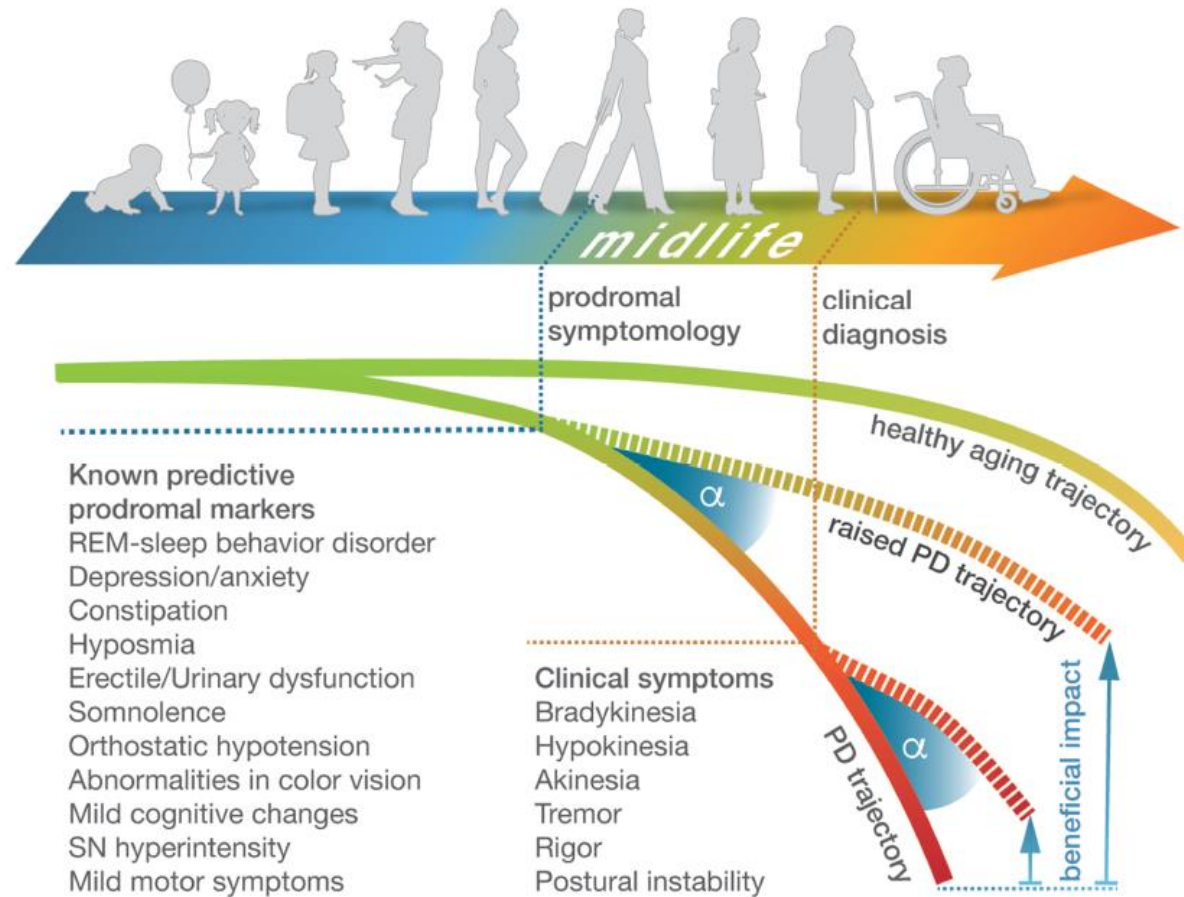 midlife
prodromal
symptomology
clinical
diagnosis
healthy aging trajectory
raised PD trajectory
α
Known predictive
prodromal markers
REM-sleep behavior disorder
Depression/anxiety
Constipation
Hyposmia
Erectile/Urinary dysfunction
Somnolence
Orthostatic hypotension
Abnormalities in color vision
Mild cognitive changes
SN hyperintensity
Mild motor symptoms
Clinical symptoms
Bradykinesia
Hypokinesia
Akinesia
Tremor
Rigor
Postural instability
PD trajectory
α
beneficial impact